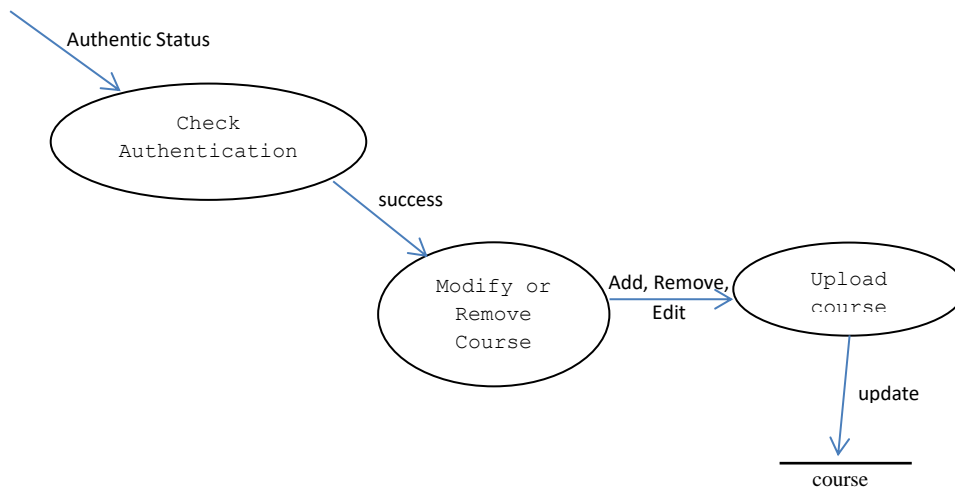 Authentic Status
Check
Authentication
success
Modify or
Remove
Course
Add, Remove,
Edit
Upload
course
update
course